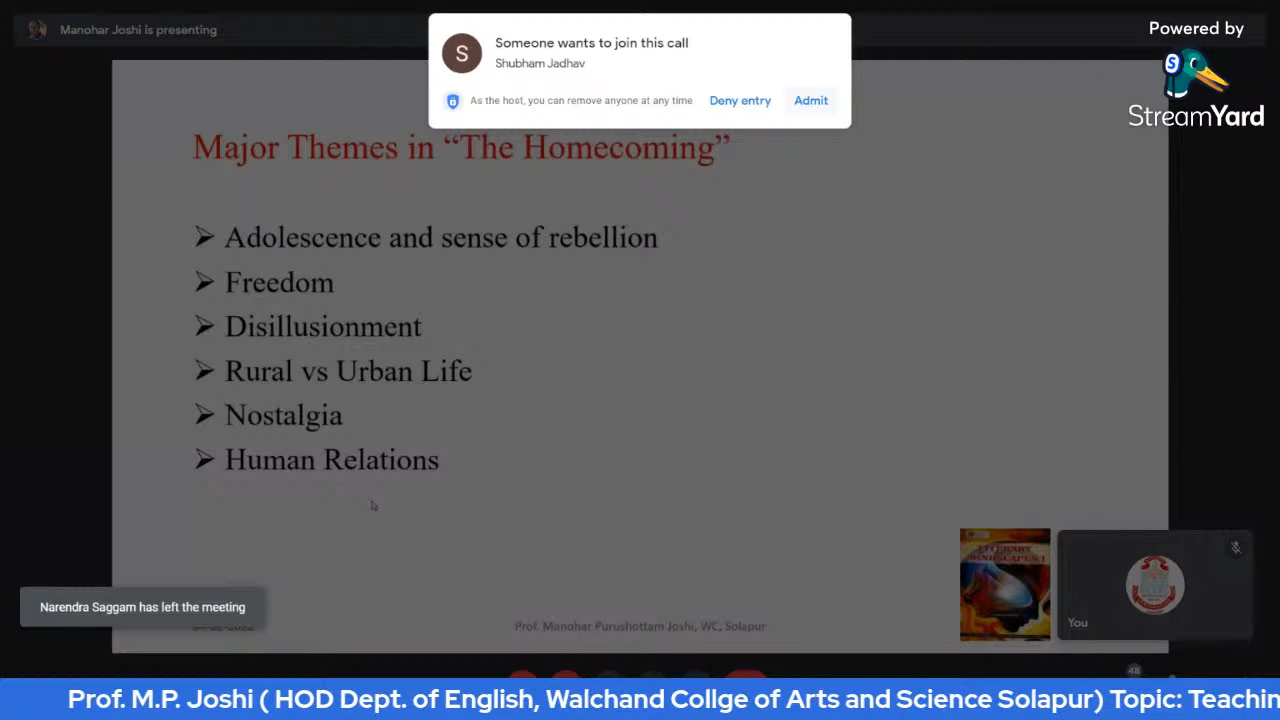 Manohar Joshi is presenting
Someone wants to join this call
S
Shubham Jadhav
As the host, you can remove anyone at any time
Deny entry
Admit
Powered by
S
StreamYard
Major Themes in “The Homecoming”
➢ Adolescence and sense of rebellion
➢ Freedom
➢ Disillusionment
➢ Rural vs Urban Life
➢ Nostalgia
➢ Human Relations
LITERARY
MINDSCAPES I
You
Narendra Saggam has left the meeting
Prof. Manohar Purushottam Joshi, WC, Solapur
48
Prof. M.P. Joshi ( HOD Dept. of English, Walchand Collge of Arts and Science Solapur) Topic: Teachin